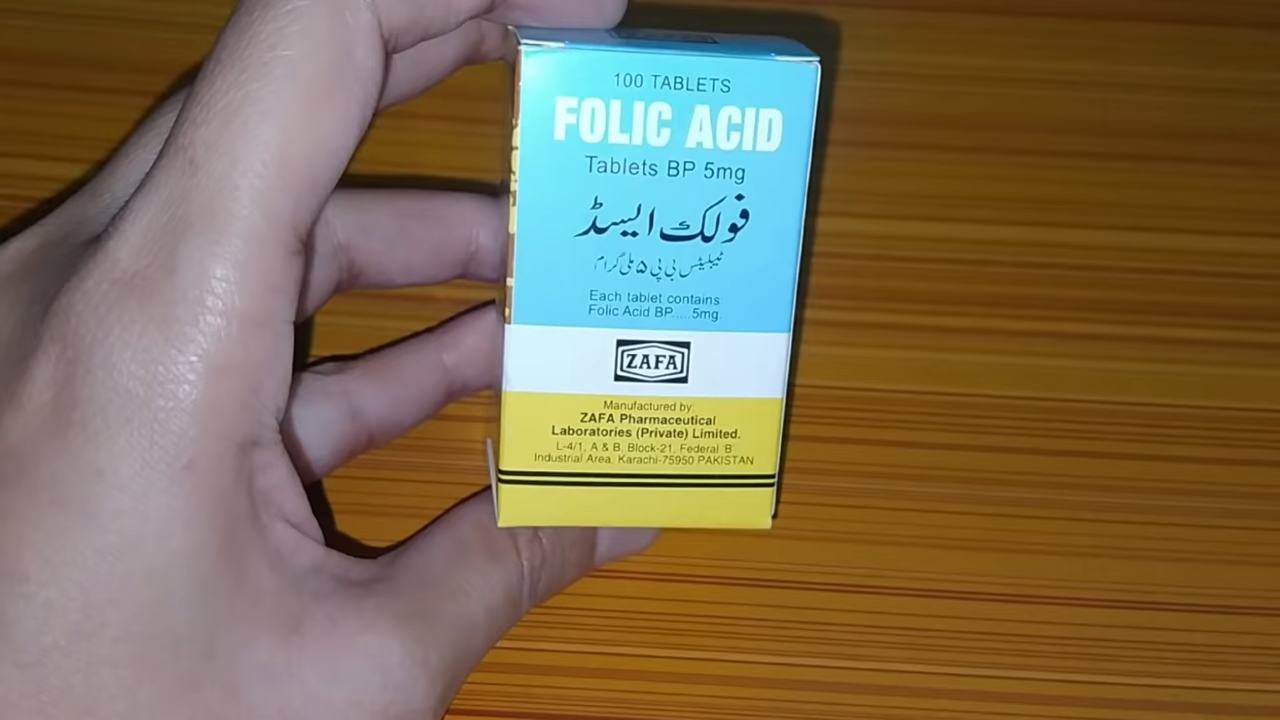 100 TABLETS
FOLIC ACID
Tablets BP 5mg
فولک ایسڈ
ٹیبلیٹس بی پی ۵ ملی گرام
Each tablet contains
Folic Acid BP.....5mg.
ZAFA
Manufactured by:
ZAFA Pharmaceutical
Laboratories (Private) Limited.
L-4/1, A & B, Block-21, Federal 'B'
Industrial Area, Karachi-75950 PAKISTAN